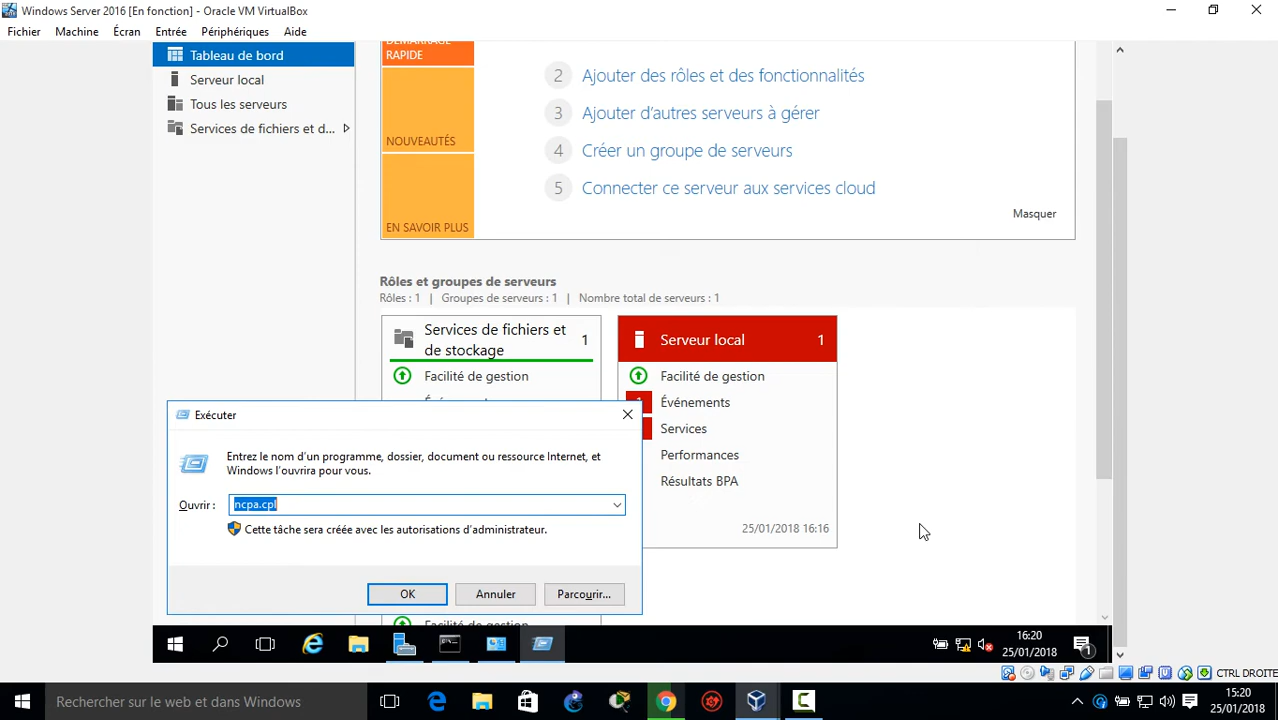 Windows Server 2016 [En fonction] - Oracle VM VirtualBox
Fichier Machine Écran Entrée Périphériques Aide
Tableau de bord
Serveur local
Tous les serveurs
Services de fichiers et d...
DÉMARRAGE
RAPIDE
NOUVEAUTÉS
EN SAVOIR PLUS
2 Ajouter des rôles et des fonctionnalités
3 Ajouter d'autres serveurs à gérer
4 Créer un groupe de serveurs
5 Connecter ce serveur aux services cloud
Masquer
Rôles et groupes de serveurs
Rôles : 1 | Groupes de serveurs : 1 | Nombre total de serveurs : 1
Services de fichiers et
de stockage
1
Facilité de gestion
Serveur local 1
Facilité de gestion
Événements
Services
Performances
Résultats BPA
25/01/2018 16:16
Exécuter
Entrez le nom d'un programme, dossier, document ou ressource Internet, et
Windows l'ouvrira pour vous.
Ouvrir : ncpa.cpl
Cette tâche sera créée avec les autorisations d'administrateur.
OK Annuler Parcourir...
16:20
25/01/2018
1
CTRL DROITE
Rechercher sur le web et dans Windows
15:20
25/01/2018